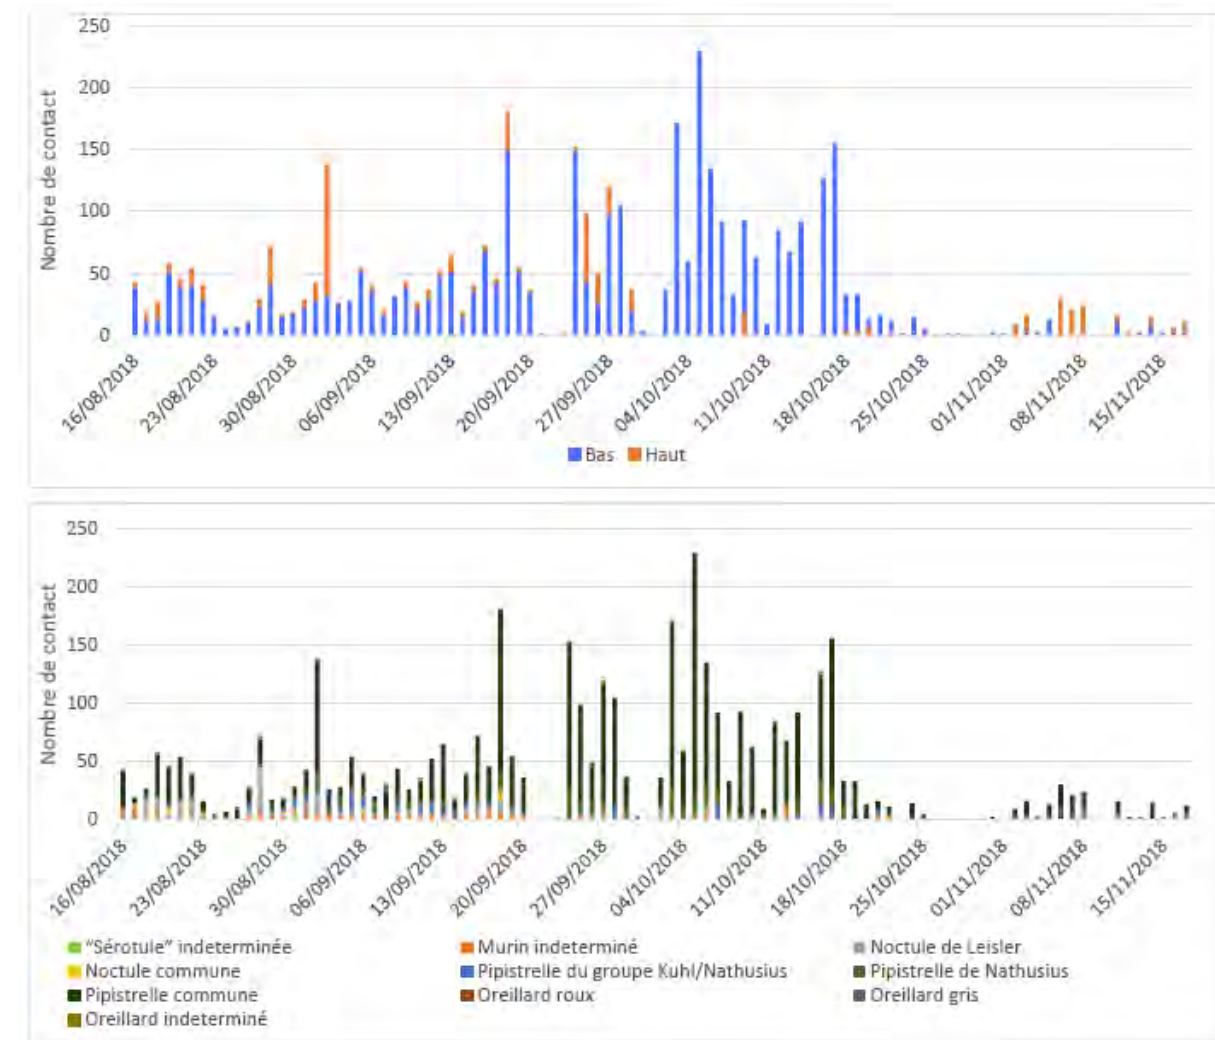 250
200
150
100
50
0
Nombre de contact
16/08/2018 23/08/2018 30/08/2018 06/09/2018 13/09/2018 20/09/2018 27/09/2018 04/10/2018 11/10/2018 18/10/2018 25/10/2018 01/11/2018 08/11/2018 15/11/2018
Bas Haut
250
200
150
100
50
0
Nombre de contact
16/08/2018 23/08/2018 30/08/2018 06/09/2018 13/09/2018 20/09/2018 27/09/2018 04/10/2018 11/10/2018 18/10/2018 25/10/2018 01/11/2018 08/11/2018 15/11/2018
"Sérotule" indeterminée Murin indeterminé Noctule de Leisler
Noctule commune Pipistrelle du groupe Kuhl/Nathusius Pipistrelle de Nathusius
Pipistrelle commune Oreillard roux Oreillard gris
Oreillard indeterminé